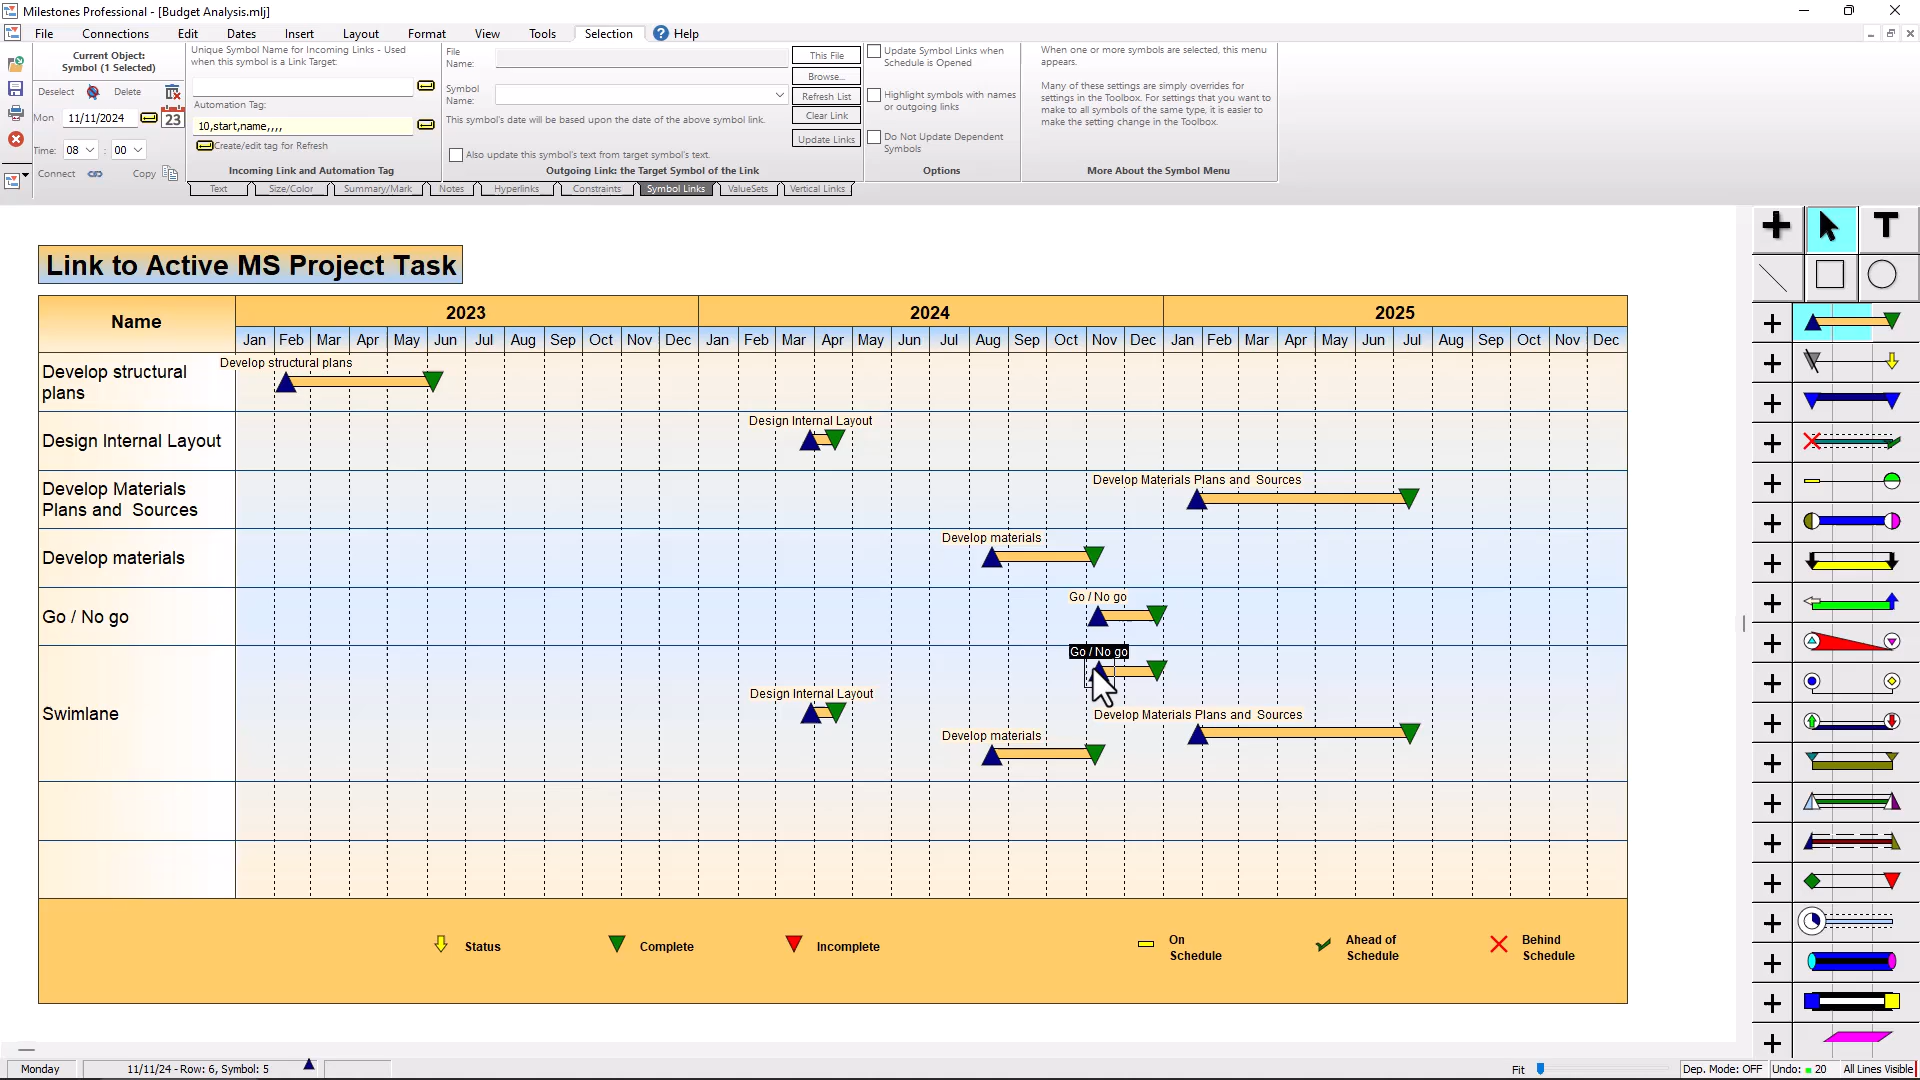 Milestones Professional - [Budget Analysis.mlj]
File Connections Edit Dates Insert Layout Format View Tools Selection Help
Current Object:
Symbol (1 Selected)
Deselect Delete
Mon 11/11/2024 23
Time: 08 : 00
Connect Copy
Unique Symbol Name for Incoming Links - Used
when this symbol is a Link Target:
Automation Tag:
10,start,name,,,,
Create/edit tag for Refresh
Incoming Link and Automation Tag
File
Name:
Symbol
Name:
This symbol's date will be based upon the date of the above symbol link.
Also update this symbol's text from target symbol's text.
Outgoing Link: the Target Symbol of the Link
This File
Browse...
Refresh List
Clear Link
Update Links
Update Symbol Links when
Schedule is Opened
Highlight symbols with names
or outgoing links
Do Not Update Dependent
Symbols
Options
When one or more symbols are selected, this menu
appears.
Many of these settings are simply overrides for
settings in the Toolbox. For settings that you want to
make to all symbols of the same type, it is easier to
make the setting change in the Toolbox.
More About the Symbol Menu
Text Size/Color Summary/Mark Notes Hyperlinks Constraints Symbol Links ValueSets Vertical Links
Link to Active MS Project Task
Name 2023 2024 2025
Jan Feb Mar Apr May Jun Jul Aug Sep Oct Nov Dec Jan Feb Mar Apr May Jun Jul Aug Sep Oct Nov Dec Jan Feb Mar Apr May Jun Jul Aug Sep Oct Nov Dec
Develop structural plans
Develop structural
plans
Design Internal Layout
Design Internal Layout
Develop Materials Plans and Sources
Develop Materials
Plans and Sources
Develop materials
Develop materials
Go / No go
Go / No go
Go / No go
Design Internal Layout
Swimlane
Develop Materials Plans and Sources
Develop materials
Status Complete Incomplete
On
Schedule
Ahead of
Schedule
Behind
Schedule
T
Monday 11/11/24 - Row: 6, Symbol: 5 Fit Dep. Mode: OFF Undo: 20 All Lines Visible